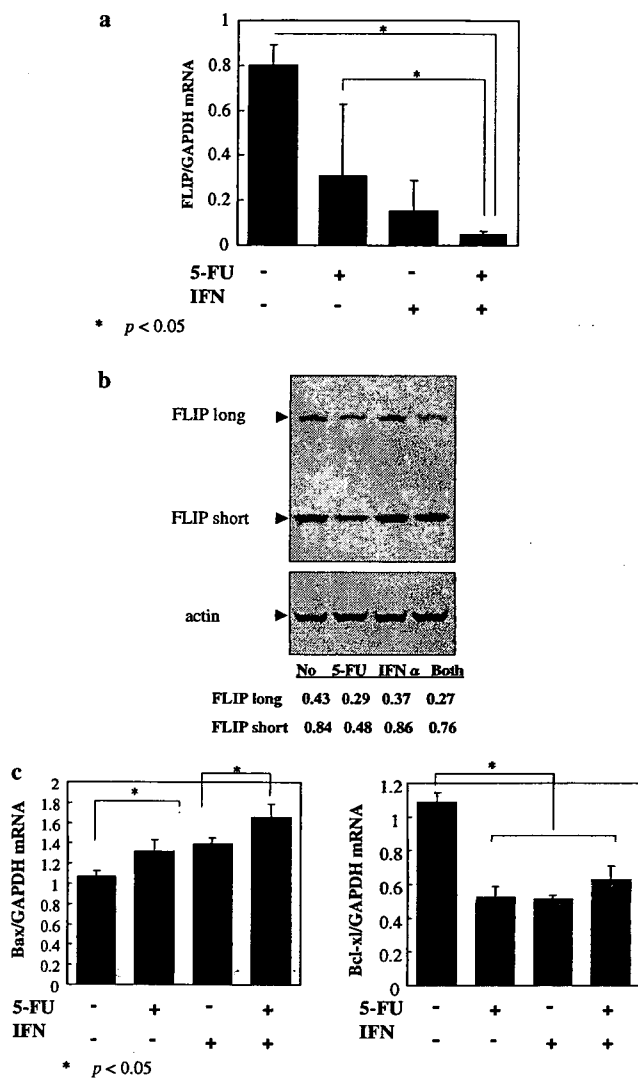 a
FLIP/GAPDH mRNA
1
0.8
0.6
0.4
0.2
0
*
*
5-FU - + - +
IFN - - + +
* p < 0.05
b
FLIP long
FLIP short
actin
No 5-FU IFN α Both
FLIP long 0.43 0.29 0.37 0.27
FLIP short 0.84 0.48 0.86 0.76
c
Bax/GAPDH mRNA
2
1.8
1.6
1.4
1.2
1
0.8
0.6
0.4
0.2
0
*
*
5-FU - + - +
IFN - - + +
* p < 0.05
Bcl-xl/GAPDH mRNA
1.2
1
0.8
0.6
0.4
0.2
0
*
5-FU - + - +
IFN - - + +